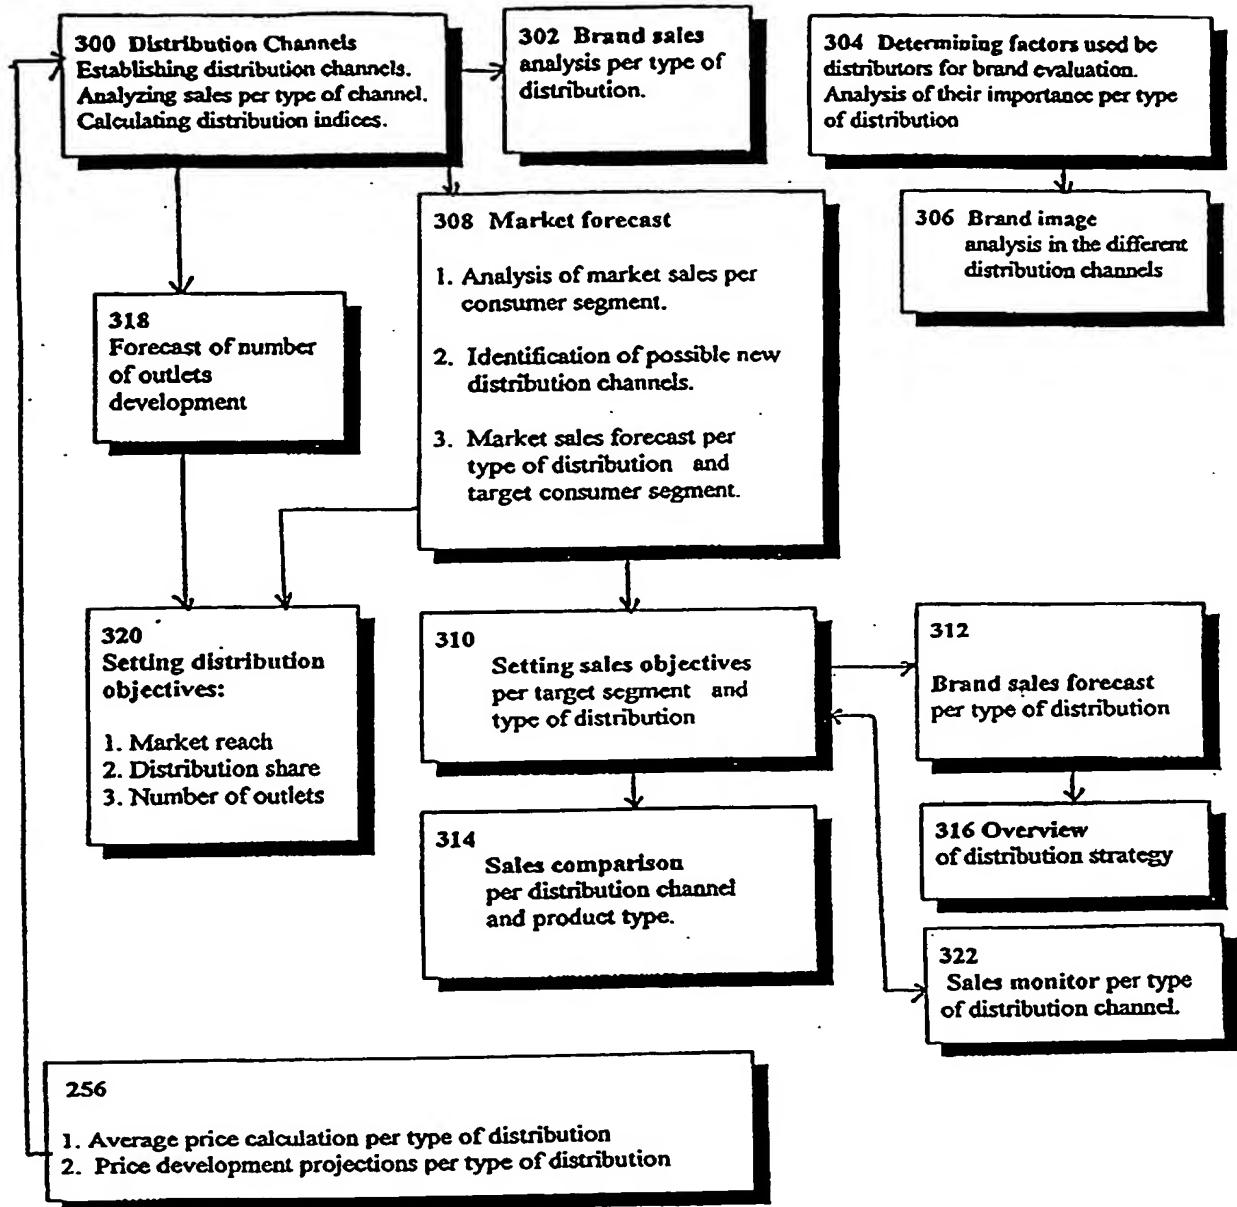 300 Distribution Channels
Establishing distribution channels.
Analyzing sales per type of channel.
Calculating distribution indices.
302 Brand sales
analysis per type of
distribution.
304 Determining factors used be
distributors for brand evaluation.
Analysis of their importance per type
of distribution
306 Brand image
analysis in the different
distribution channels
308 Market forecast
1. Analysis of market sales per
consumer segment.
2. Identification of possible new
distribution channels.
3. Market sales forecast per
type of distribution and
target consumer segment.
318
Forecast of number
of outlets
development
320
Setting distribution
objectives:
1. Market reach
2. Distribution share
3. Number of outlets
310
Setting sales objectives
per target segment and
type of distribution
312
Brand sales forecast
per type of distribution
314
Sales comparison
per distribution channel
and product type.
316 Overview
of distribution strategy
322
Sales monitor per type
of distribution channel.
256
1. Average price calculation per type of distribution
2. Price development projections per type of distribution